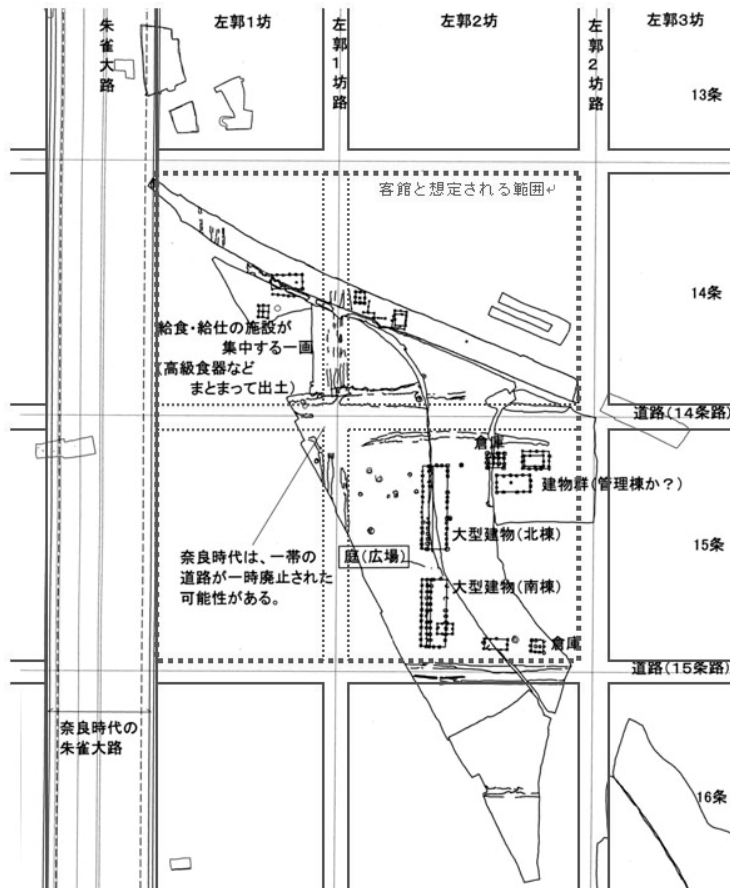 朱雀大路
左郭1坊
左郭1坊路
左郭2坊
左郭2坊路
左郭3坊
13条
客館と想定される範囲↵
14条
給食・給仕の施設が
集中する一画
(高級食器など
まとまって出土)
道路(14条路)
倉庫
建物群(管理棟か？)
大型建物(北棟)
15条
奈良時代は、一帯の
道路が一時廃止された
可能性がある。
庭(広場)
大型建物(南棟)
倉庫
道路(15条路)
奈良時代の
朱雀大路
16条